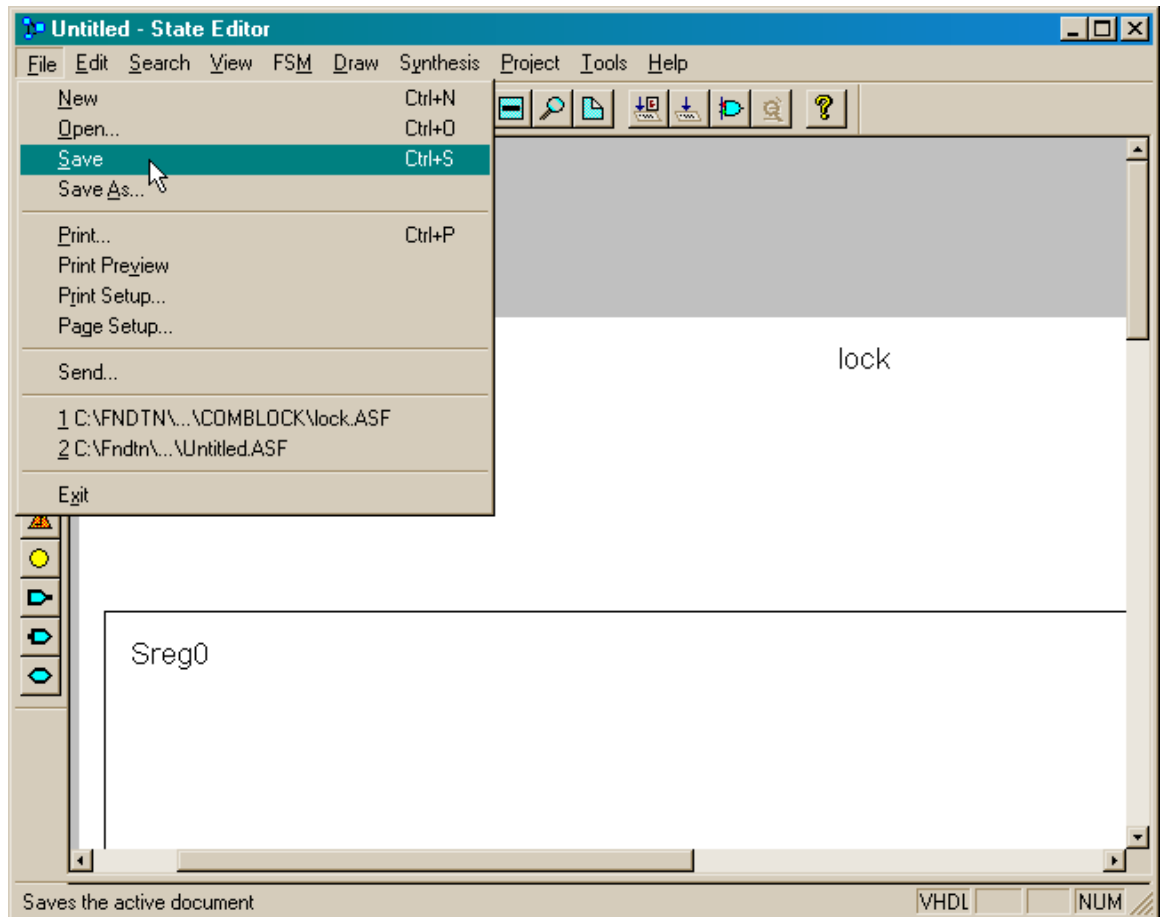 Untitled - State Editor
File Edit Search View FSM Draw Synthesis Project Tools Help
New Ctrl+N
Open... Ctrl+O
Save Ctrl+S
Save As...
Print... Ctrl+P
Print Preview
Print Setup...
Page Setup...
Send...
1 C:\FNDTN\...\COMBLOCK\lock.ASF
2 C:\Fndtn\...\Untitled.ASF
Exit
lock
Sreg0
Saves the active document VHDL NUM